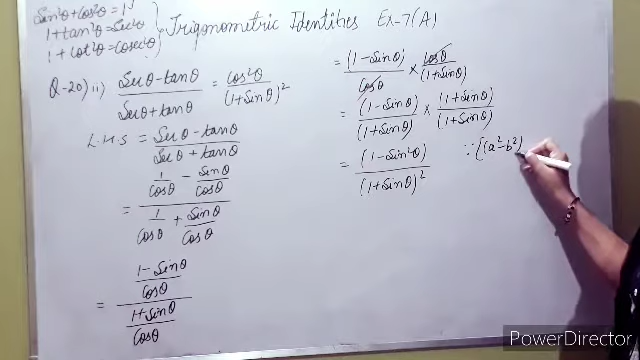 Sin²θ+Cos²θ=1
1+tan²θ=Sec²θ
1+Cot²θ=Cosec²θ
Trigonometric Identities Ex-7(A)
Q-20) ii) (Secθ-tanθ)/(Secθ+tanθ) = Cos²θ/(1+Sinθ)²
L.H.S = (Secθ-tanθ)/(Secθ+tanθ)
= (1/Cosθ - Sinθ/Cosθ)/(1/Cosθ + Sinθ/Cosθ)
= ((1-Sinθ)/Cosθ)/((1+Sinθ)/Cosθ)
= (1-Sinθ)/Cosθ × Cosθ/(1+Sinθ)
= (1-Sinθ)/(1+Sinθ) × (1+Sinθ)/(1+Sinθ)
= (1-Sin²θ)/(1+Sinθ)²
∵[(a²-b²)
PowerDirector